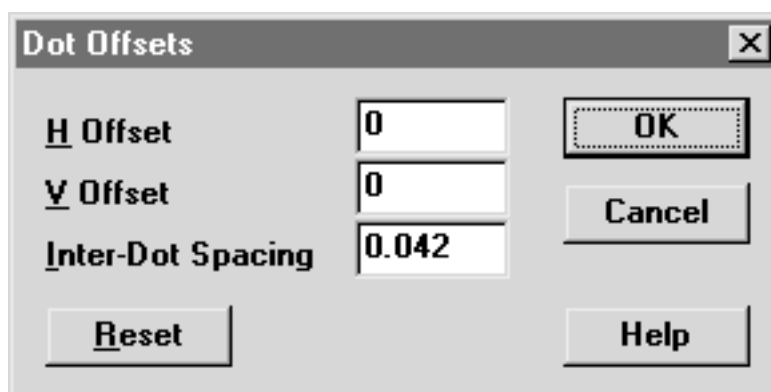 Dot Offsets
H Offset 0 OK
V Offset 0
Cancel
Inter-Dot Spacing 0.042
Reset Help